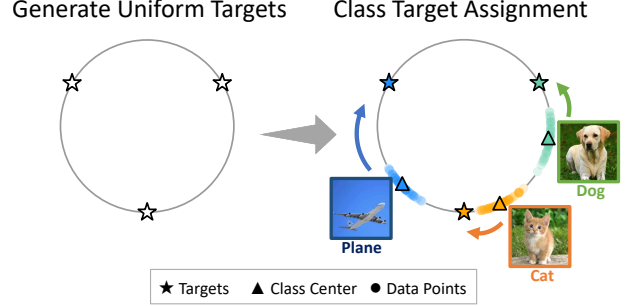 Generate Uniform Targets
Class Target Assignment
Dog
Plane
Cat
Targets
Class Center
Data Points